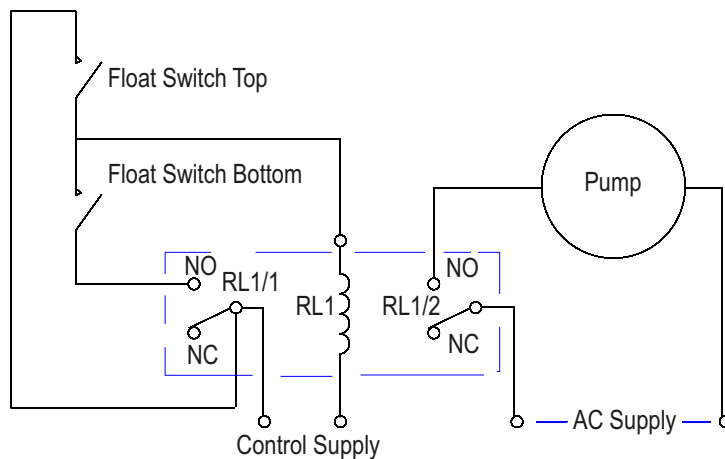 Float Switch Top
Float Switch Bottom
Pump
NO
RL1/1
RL1
RL1/2
NO
NC
NC
AC Supply
Control Supply